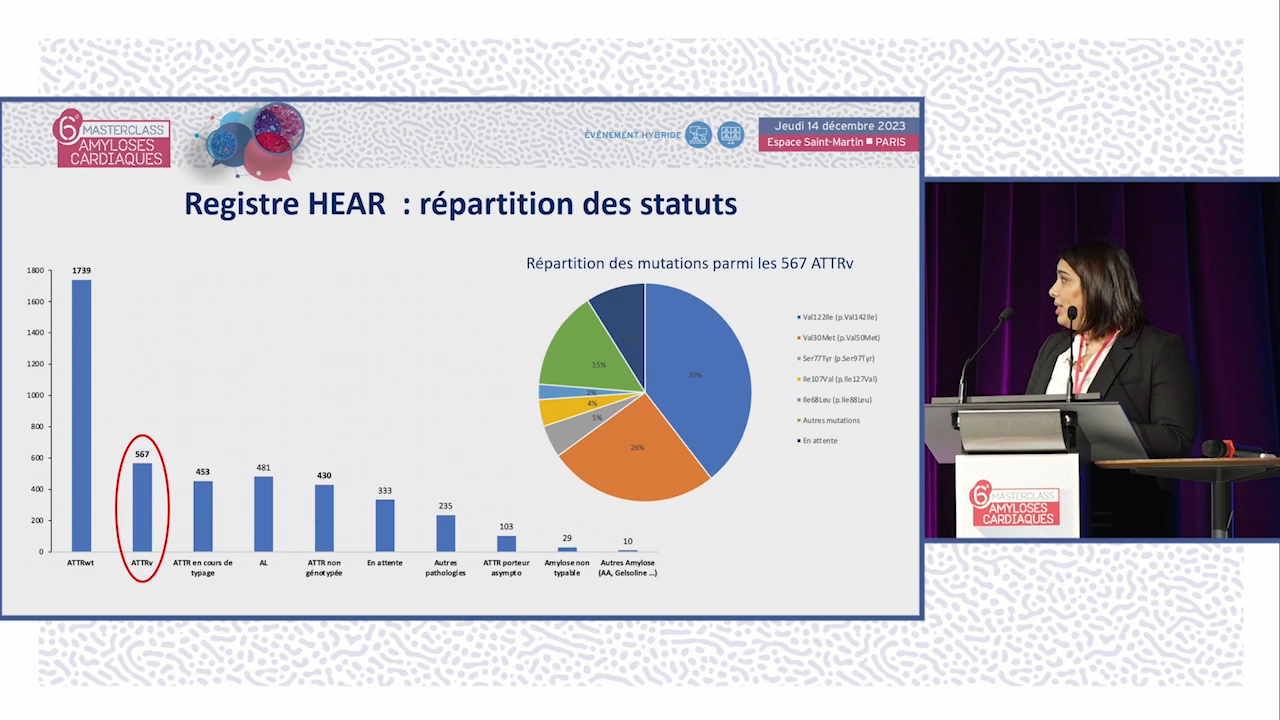 6e
MASTERCLASS
AMYLOSES
CARDIAQUES
ÉVÉNEMENT HYBRIDE
Jeudi 14 décembre 2023
Espace Saint-Martin ■ PARIS
Registre HEAR : répartition des statuts
Répartition des mutations parmi les 567 ATTRv
1800
1600
1400
1200
1000
800
600
400
200
0
1739
567
453
481
430
333
235
103
29
10
ATTRwt
ATTRv
ATTR en cours de
typage
AL
ATTR non
génotypée
En attente
Autres
pathologies
ATTR porteur
asympto
Amylose non
typable
Autres Amylose
(AA, Gelsoline ...)
26%
5%
4%
15%
Val122Ile (p.Val142Ile)
Val30Met (p.Val50Met)
Ser77Tyr (p.Ser97Tyr)
Ile107Val (p.Ile127Val)
Ile68Leu (p.Ile88Leu)
Autres mutations
En attente
6e
MASTERCLASS
AMYLOSES
CARDIAQUES